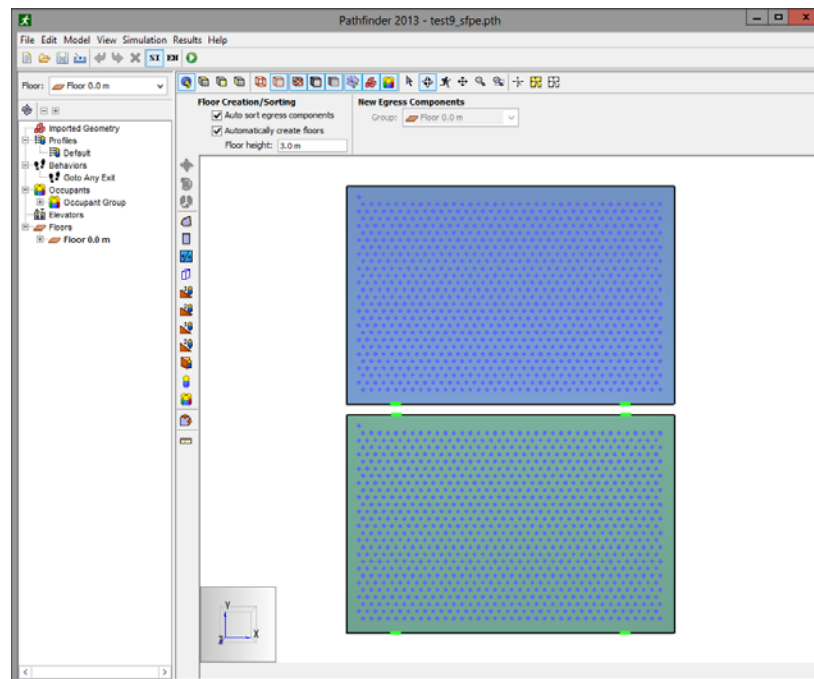 Pathfinder 2013 - test9_sfpe.pth
File Edit Model View Simulation Results Help
SI EN
Floor: Floor 0.0 m
Floor Creation/Sorting
Auto sort egress components
Automatically create floors
Floor height: 3.0 m
New Egress Components
Group: Floor 0.0 m
Imported Geometry
Profiles
Default
Behaviors
Goto Any Exit
Occupants
Occupant Group
Elevators
Floors
Floor 0.0 m
Y
X
Z